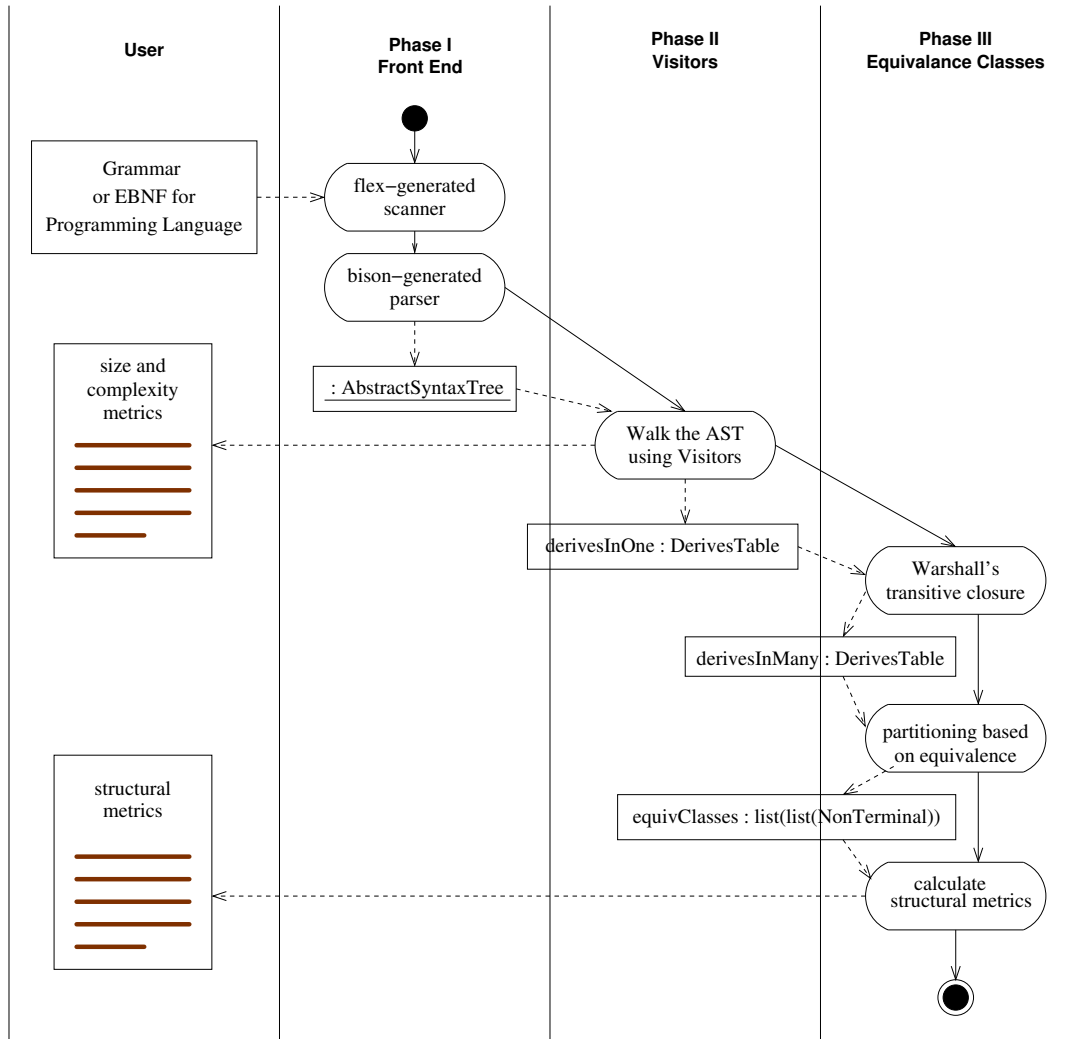 User
Phase I
Front End
Phase II
Visitors
Phase III
Equivalance Classes
Grammar
or EBNF for
Programming Language
flex−generated
scanner
bison−generated
parser
size and
complexity
metrics
: AbstractSyntaxTree
Walk the AST
using Visitors
derivesInOne : DerivesTable
Warshall's
transitive closure
derivesInMany : DerivesTable
partitioning based
on equivalence
structural
metrics
equivClasses : list(list(NonTerminal))
calculate
structural metrics